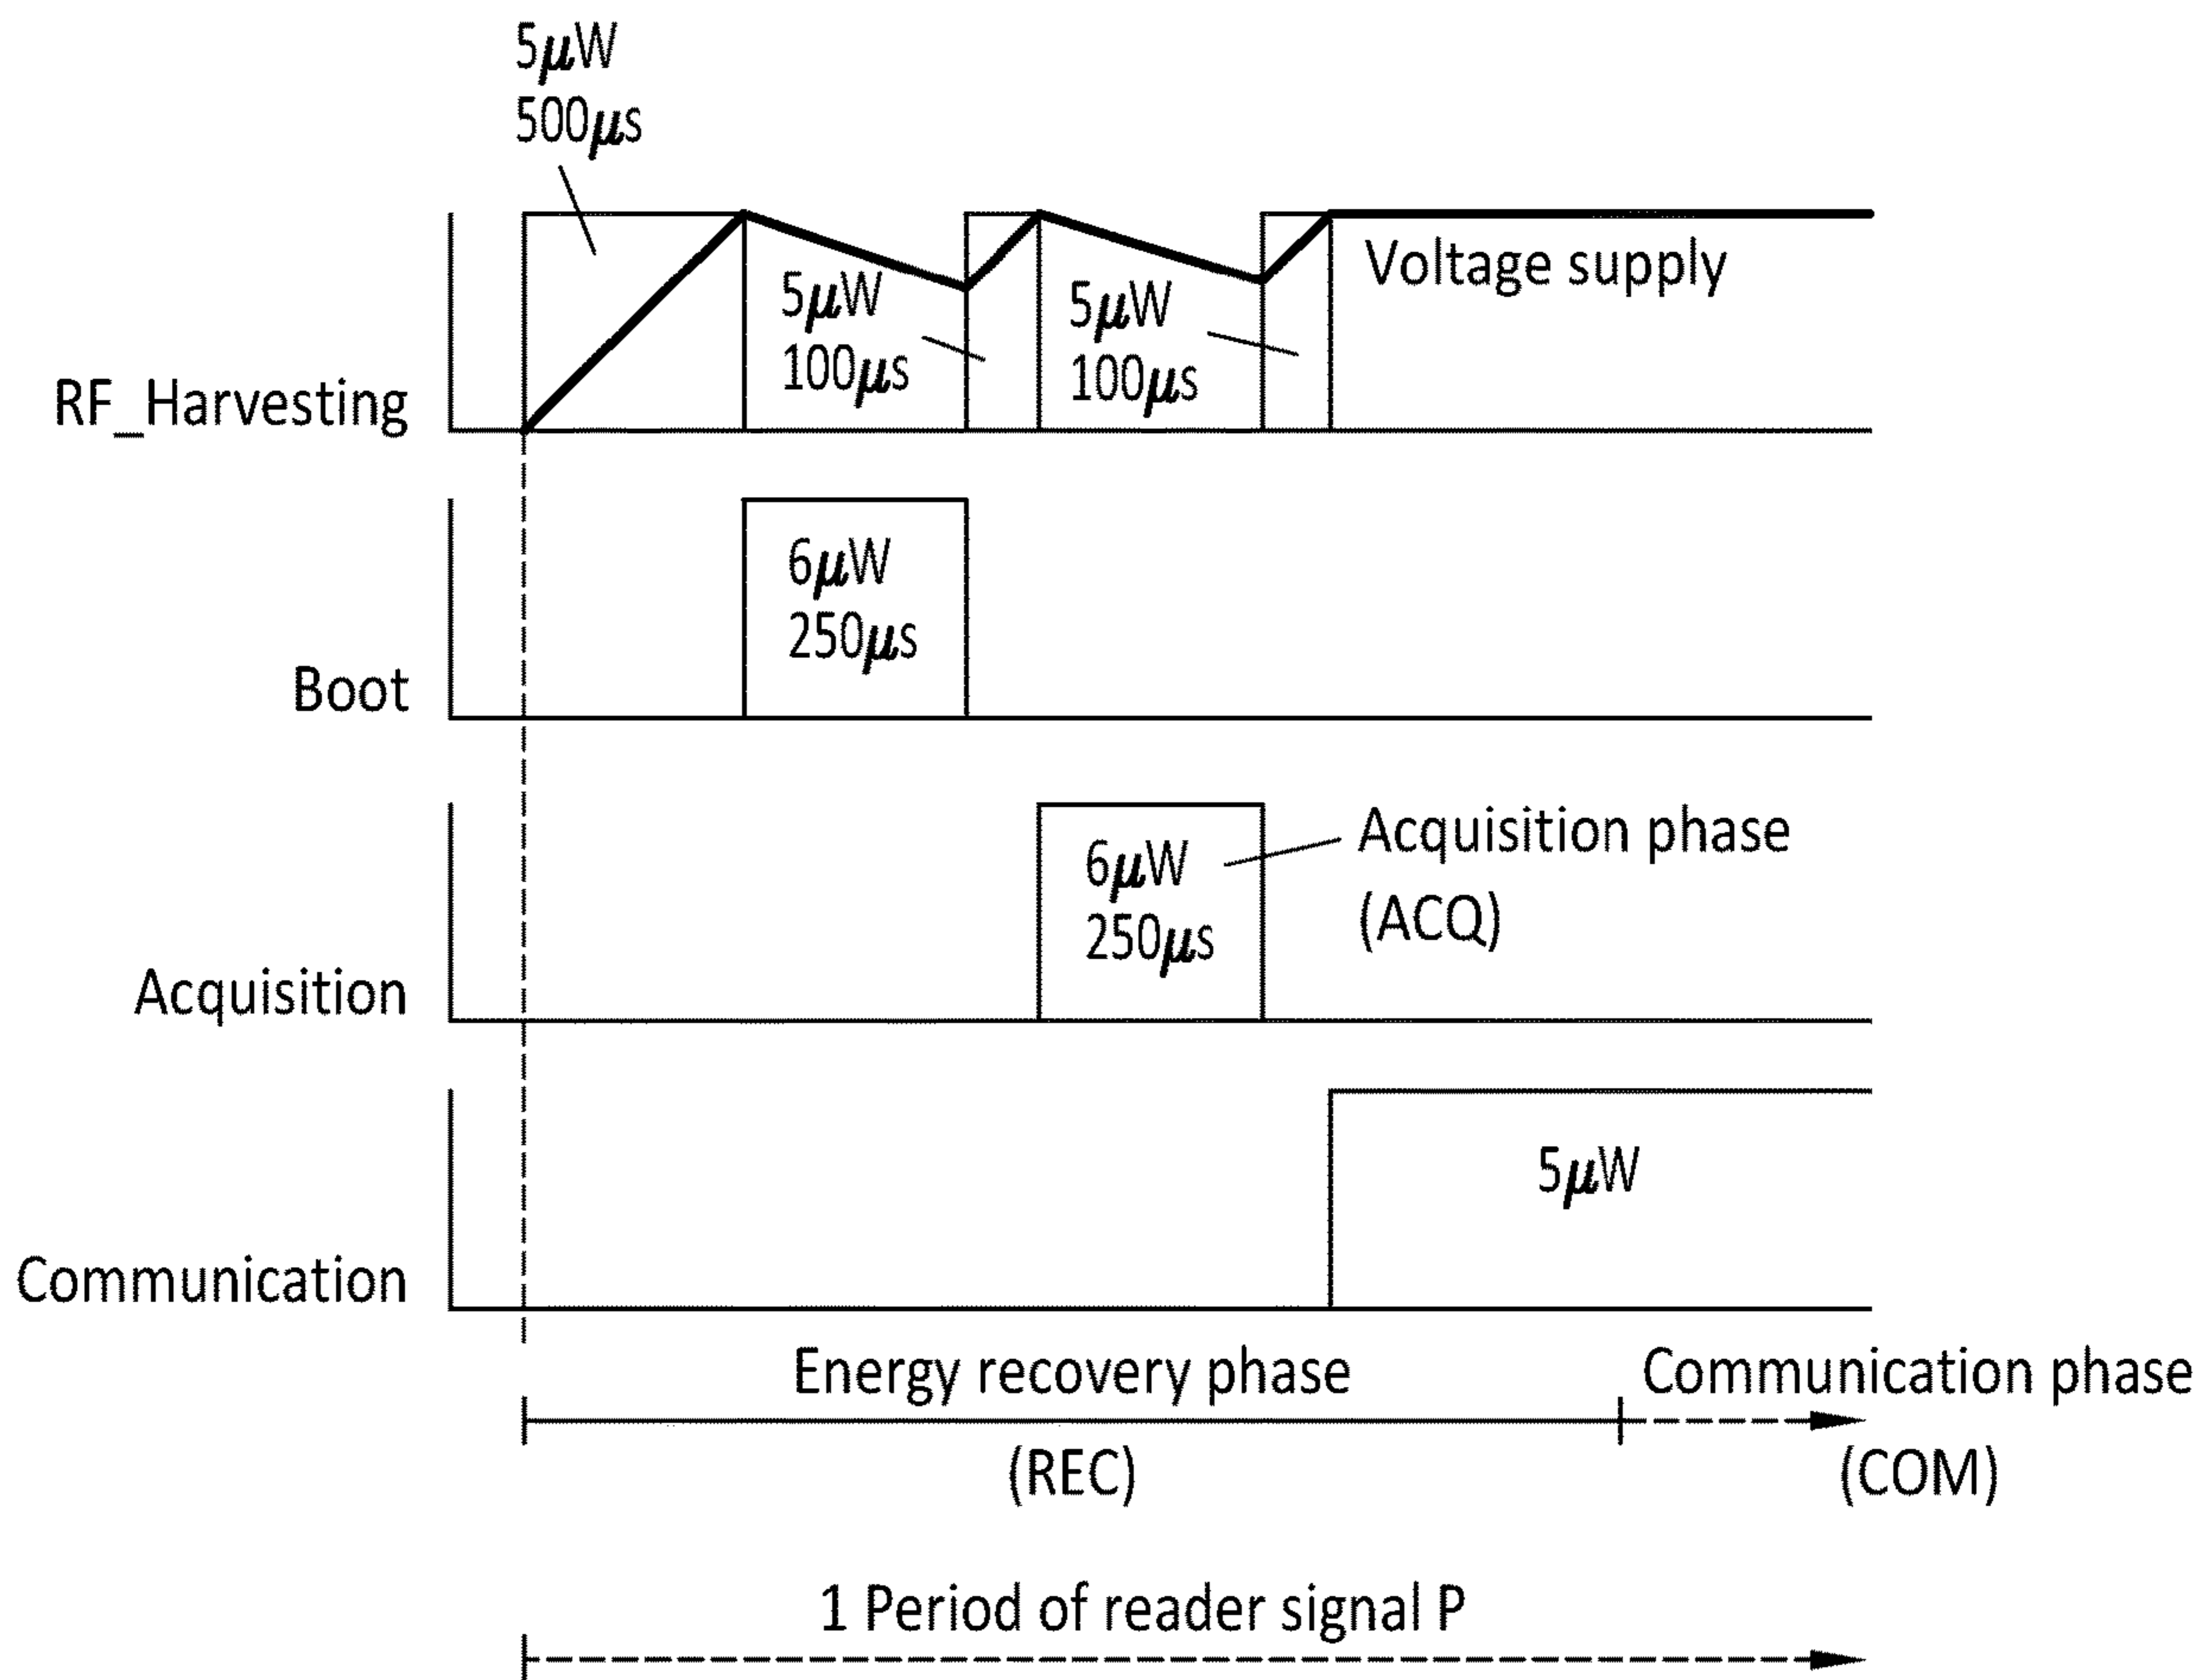 5μW
500μs
Voltage supply
5μW
100μs
5μW
100μs
RF_Harvesting
6μW
250μs
Boot
Acquisition phase
(ACQ)
6μW
250μs
Acquisition
5μW
Communication
Energy recovery phase
Communication phase
(REC)
(COM)
1 Period of reader signal P